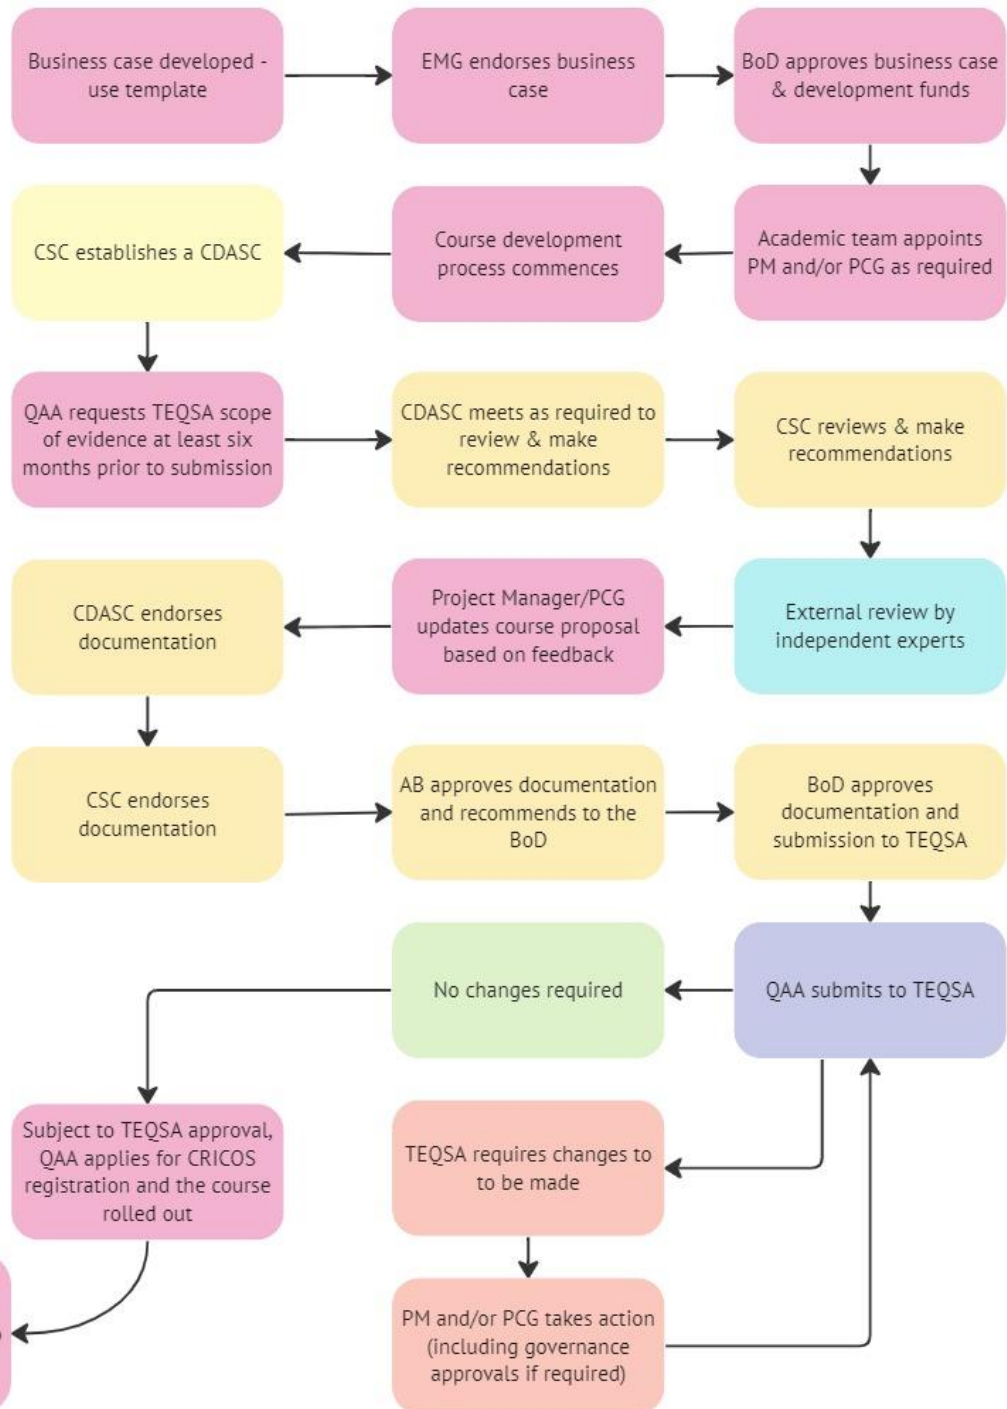 Business case developed -
use template
EMG endorses business
case
BoD approves business case
& development funds
Academic team appoints
PM and/or PCG as required
Course development
process commences
CSC establishes a CDASC
QAA requests TEQSA scope
of evidence at least six
months prior to submission
CDASC meets as required to
review & make
recommendations
CSC reviews & make
recommendations
External review by
independent experts
Project Manager/PCG
updates course proposal
based on feedback
CDASC endorses
documentation
CSC endorses
documentation
AB approves documentation
and recommends to the
BoD
BoD approves
documentation and
submission to TEQSA
QAA submits to TEQSA
No changes required
Subject to TEQSA approval,
QAA applies for CRICOS
registration and the course
rolled out
TEQSA requires changes to
to be made
PM and/or PCG takes action
(including governance
approvals if required)